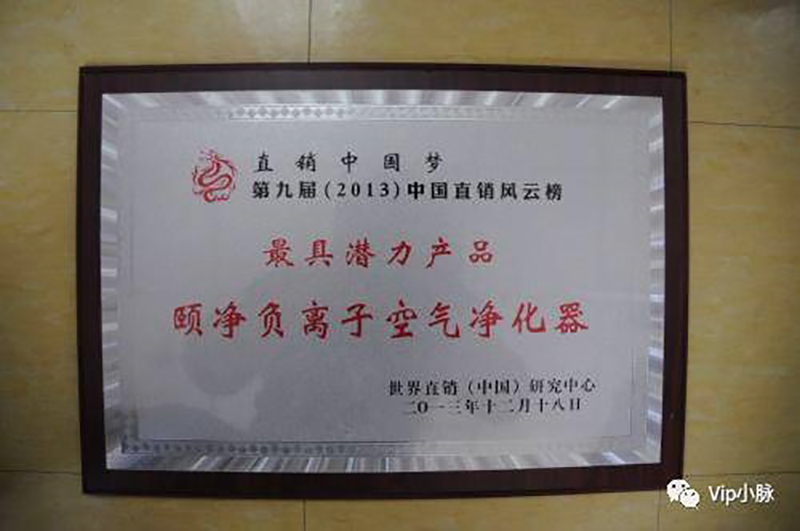 直销中国梦
第九届(2013)中国直销风云榜
最具潜力产品
颐净负离子空气净化器
世界直销（中国）研究中心
二〇一三年十二月十八日
Vip小脉